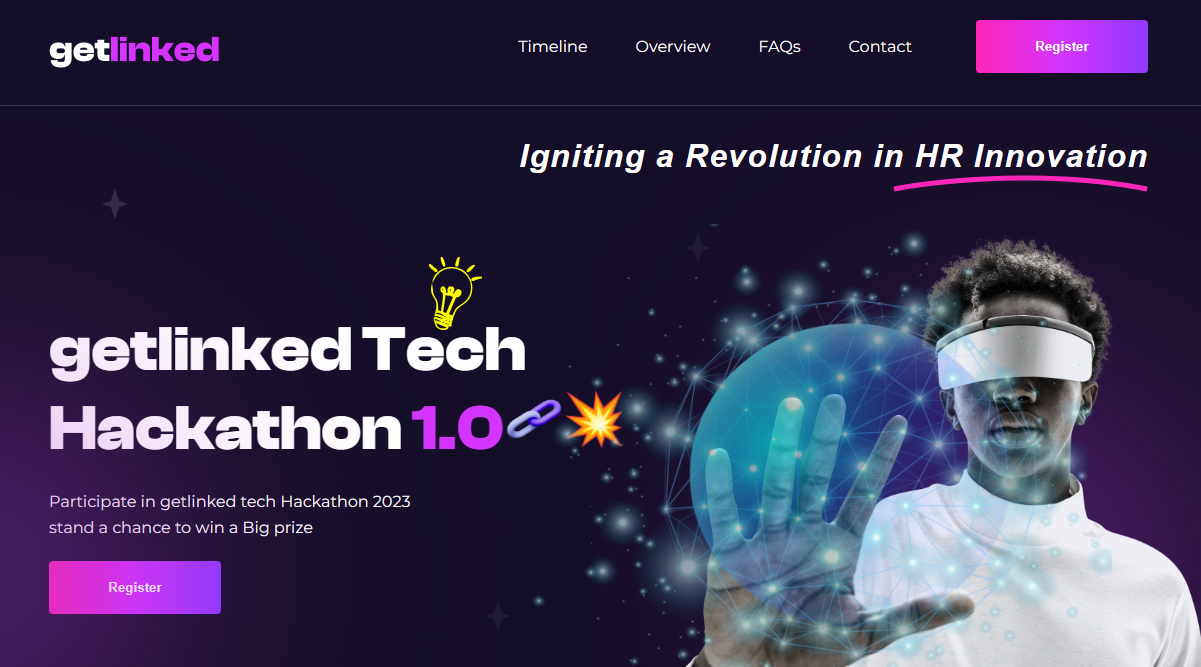 getlinked
Timeline
Overview
FAQs
Contact
Register
Igniting a Revolution in HR Innovation
getlinked Tech
Hackathon 1.0
Participate in getlinked tech Hackathon 2023
stand a chance to win a Big prize
Register